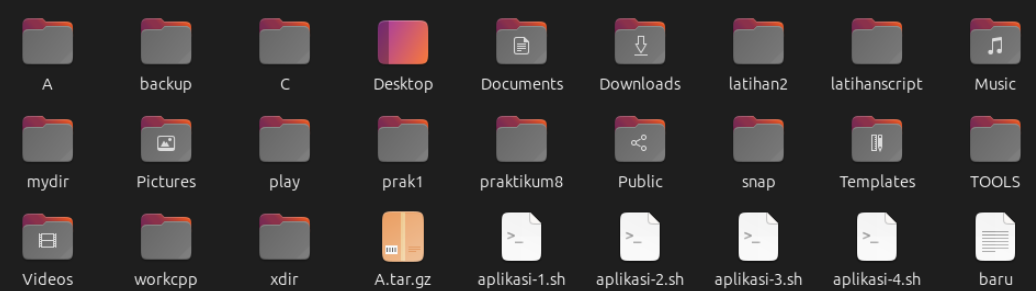 A backup C Desktop Documents Downloads latihan2 latihanscript Music
mydir Pictures play prak1 praktikum8 Public snap Templates TOOLS
Videos workcpp xdir A.tar.gz aplikasi-1.sh aplikasi-2.sh aplikasi-3.sh aplikasi-4.sh baru